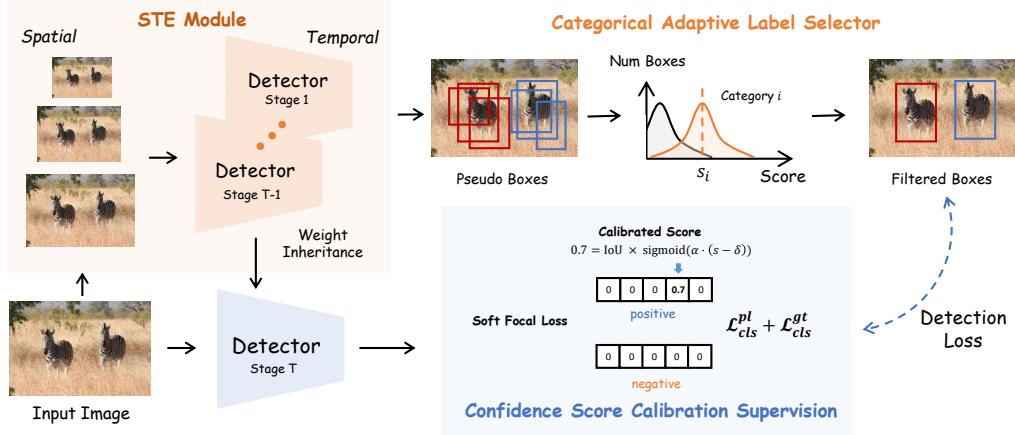 STE Module
Spatial
Temporal
Detector
Stage 1
Detector
Stage T-1
Weight
Inheritance
Input Image
Detector
Stage T
Categorical Adaptive Label Selector
Pseudo Boxes
Num Boxes
Category i
s_i
Score
Filtered Boxes
Calibrated Score
0.7 = IoU × sigmoid(α · (s − δ))
0 0 0 0.7 0
positive
Soft Focal Loss
ℒ_cls^pl + ℒ_cls^gt
0 0 0 0 0
negative
Confidence Score Calibration Supervision
Detection
Loss